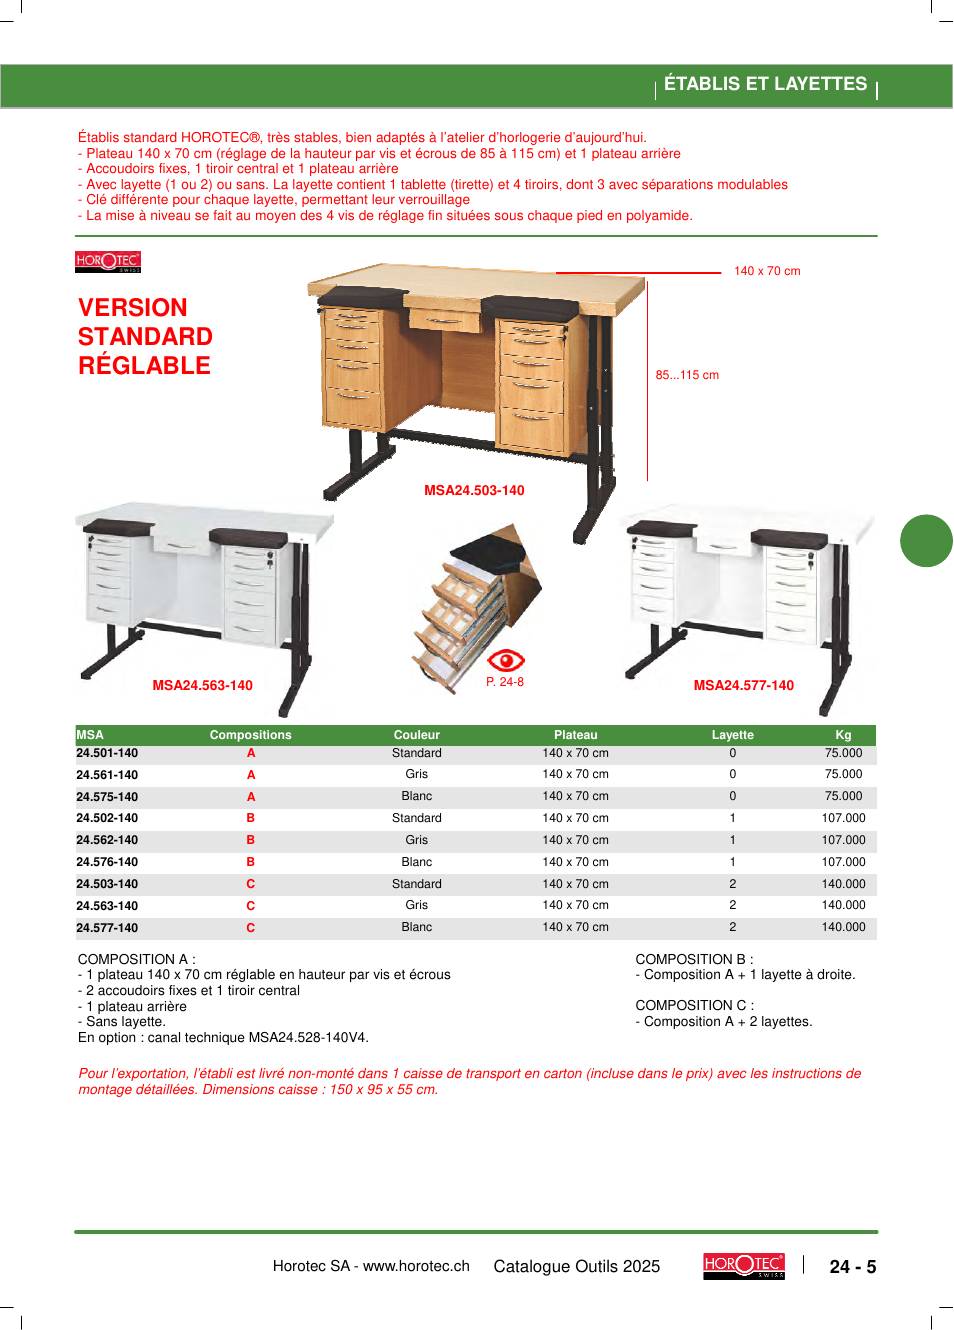 ÉTABLIS ET LAYETTES
Établis standard HOROTEC®, très stables, bien adaptés à l'atelier d'horlogerie d'aujourd'hui.
- Plateau 140 x 70 cm (réglage de la hauteur par vis et écrous de 85 à 115 cm) et 1 plateau arrière
- Accoudoirs fixes, 1 tiroir central et 1 plateau arrière
- Avec layette (1 ou 2) ou sans. La layette contient 1 tablette (tirette) et 4 tiroirs, dont 3 avec séparations modulables
- Clé différente pour chaque layette, permettant leur verrouillage
- La mise à niveau se fait au moyen des 4 vis de réglage fin situées sous chaque pied en polyamide.
HOROTEC®
SWISS
VERSION
STANDARD
RÉGLABLE
140 x 70 cm
85...115 cm
MSA24.503-140
MSA24.563-140
P. 24-8
MSA24.577-140
MSA Compositions Couleur Plateau Layette Kg
24.501-140 A Standard 140 x 70 cm 0 75.000
24.561-140 A Gris 140 x 70 cm 0 75.000
24.575-140 A Blanc 140 x 70 cm 0 75.000
24.502-140 B Standard 140 x 70 cm 1 107.000
24.562-140 B Gris 140 x 70 cm 1 107.000
24.576-140 B Blanc 140 x 70 cm 1 107.000
24.503-140 C Standard 140 x 70 cm 2 140.000
24.563-140 C Gris 140 x 70 cm 2 140.000
24.577-140 C Blanc 140 x 70 cm 2 140.000
COMPOSITION A :
- 1 plateau 140 x 70 cm réglable en hauteur par vis et écrous
- 2 accoudoirs fixes et 1 tiroir central
- 1 plateau arrière
- Sans layette.
En option : canal technique MSA24.528-140V4.
COMPOSITION B :
- Composition A + 1 layette à droite.
COMPOSITION C :
- Composition A + 2 layettes.
Pour l'exportation, l'établi est livré non-monté dans 1 caisse de transport en carton (incluse dans le prix) avec les instructions de
montage détaillées. Dimensions caisse : 150 x 95 x 55 cm.
Horotec SA - www.horotec.ch Catalogue Outils 2025
HOROTEC®
SWISS
24 - 5